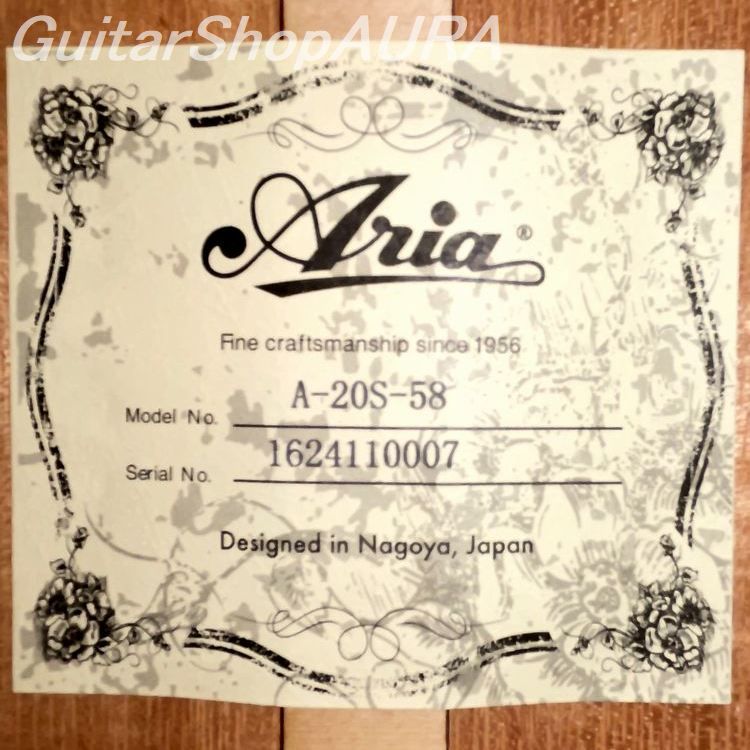 GuitarShopAURA
Aria®
Fine craftsmanship since 1956
Model No. A-20S-58
Serial No. 1624110007
Designed in Nagoya, Japan